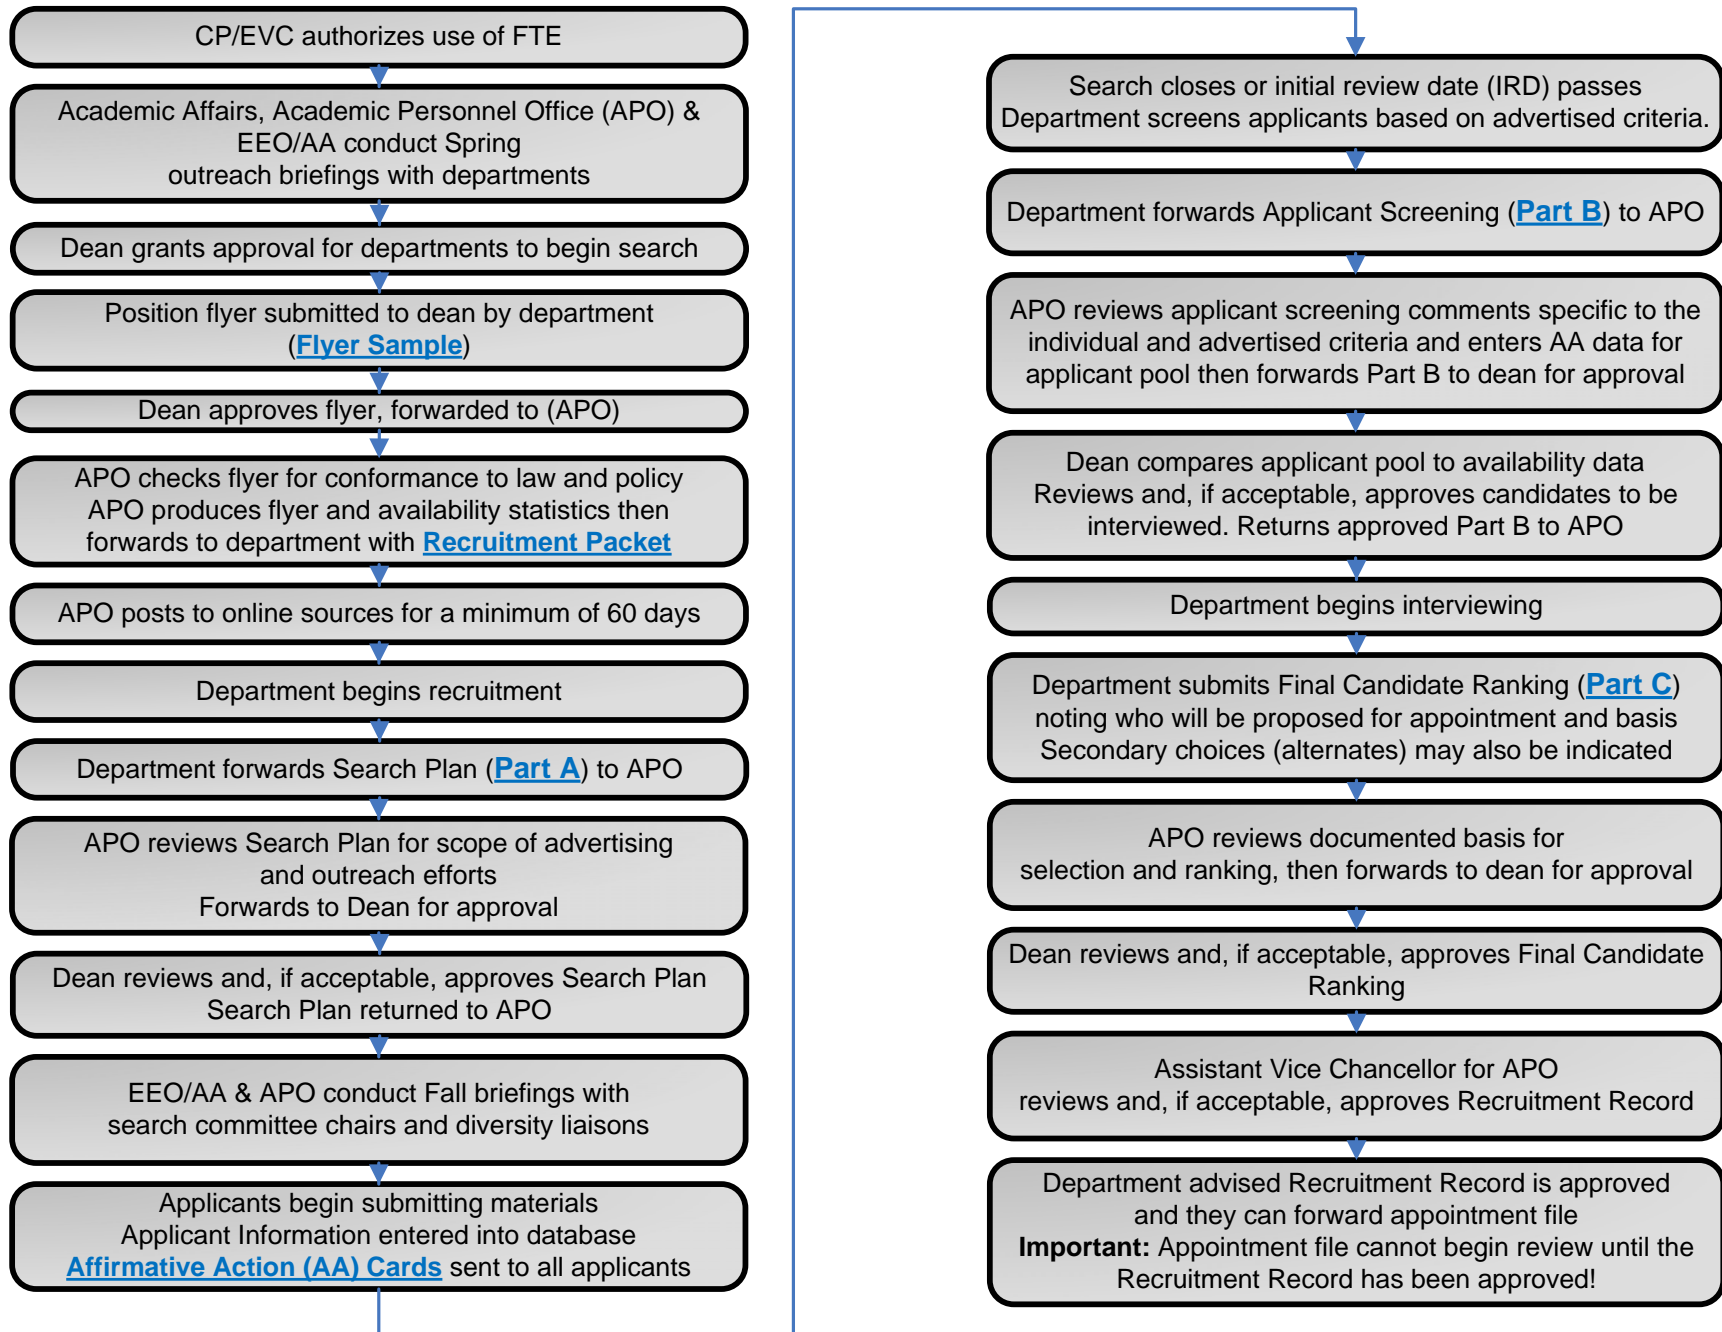 CP/EVC authorizes use of FTE
Academic Affairs, Academic Personnel Office (APO) &
EEO/AA conduct Spring
outreach briefings with departments
Dean grants approval for departments to begin search
Position flyer submitted to dean by department
(Flyer Sample)
Dean approves flyer, forwarded to (APO)
APO checks flyer for conformance to law and policy
APO produces flyer and availability statistics then
forwards to department with Recruitment Packet
APO posts to online sources for a minimum of 60 days
Department begins recruitment
Department forwards Search Plan (Part A) to APO
APO reviews Search Plan for scope of advertising
and outreach efforts
Forwards to Dean for approval
Dean reviews and, if acceptable, approves Search Plan
Search Plan returned to APO
EEO/AA & APO conduct Fall briefings with
search committee chairs and diversity liaisons
Applicants begin submitting materials
Applicant Information entered into database
Affirmative Action (AA) Cards sent to all applicants
Search closes or initial review date (IRD) passes
Department screens applicants based on advertised criteria.
Department forwards Applicant Screening (Part B) to APO
APO reviews applicant screening comments specific to the
individual and advertised criteria and enters AA data for
applicant pool then forwards Part B to dean for approval
Dean compares applicant pool to availability data
Reviews and, if acceptable, approves candidates to be
interviewed. Returns approved Part B to APO
Department begins interviewing
Department submits Final Candidate Ranking (Part C)
noting who will be proposed for appointment and basis
Secondary choices (alternates) may also be indicated
APO reviews documented basis for
selection and ranking, then forwards to dean for approval
Dean reviews and, if acceptable, approves Final Candidate
Ranking
Assistant Vice Chancellor for APO
reviews and, if acceptable, approves Recruitment Record
Department advised Recruitment Record is approved
and they can forward appointment file
Important: Appointment file cannot begin review until the
Recruitment Record has been approved!